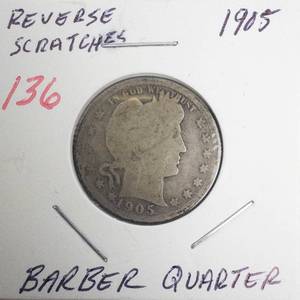 REVERSE 1905
SCRATCHES
136
IN GOD WE TRUST
1905
BARBER QUARTER